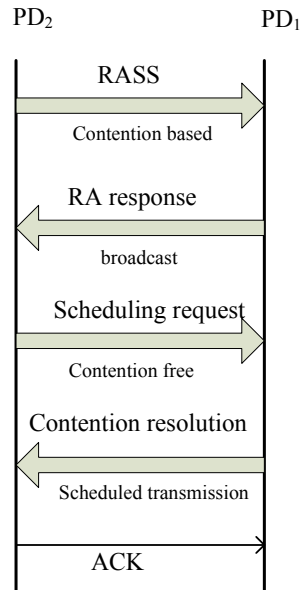 PD₂ PD₁
RASS
Contention based
RA response
broadcast
Scheduling request
Contention free
Contention resolution
Scheduled transmission
ACK